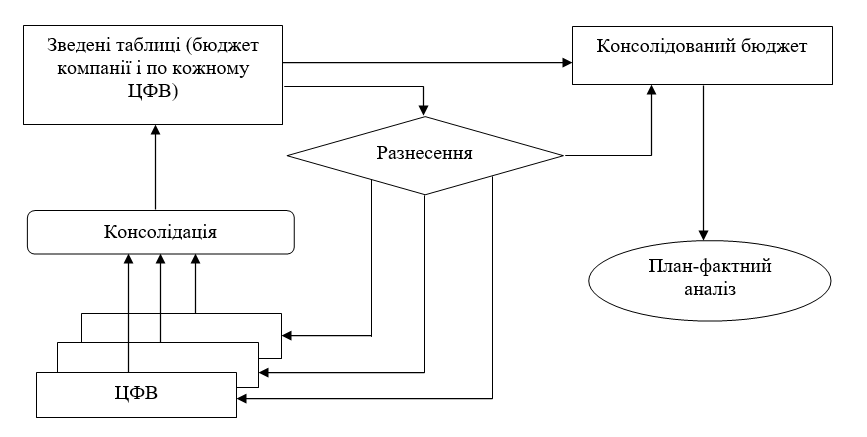 Зведені таблиці (бюджет
компанії і по кожному
ЦФВ)
Консолідований бюджет
Разнесення
Консолідація
План-фактний
аналіз
ЦФВ